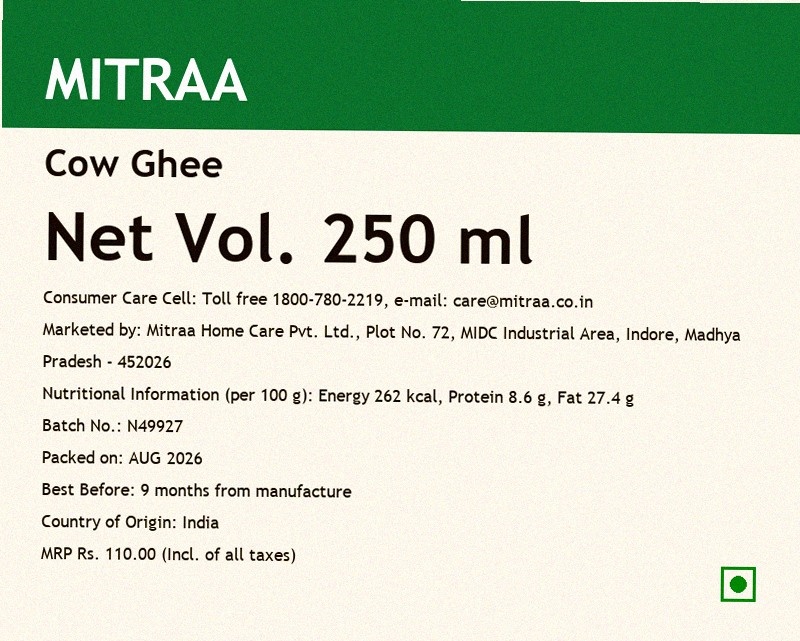 MITRAA
Cow Ghee
Net Vol. 250 ml
Consumer Care Cell: Toll free 1800-780-2219, e-mail: care@mitraa.co.in
Marketed by: Mitraa Home Care Pvt. Ltd., Plot No. 72, MIDC Industrial Area, Indore, Madhya
Pradesh - 452026
Nutritional Information (per 100 g): Energy 262 kcal, Protein 8.6 g, Fat 27.4 g
Batch No.: N49927
Packed on: AUG 2026
Best Before: 9 months from manufacture
Country of Origin: India
MRP Rs. 110.00 (Incl. of all taxes)